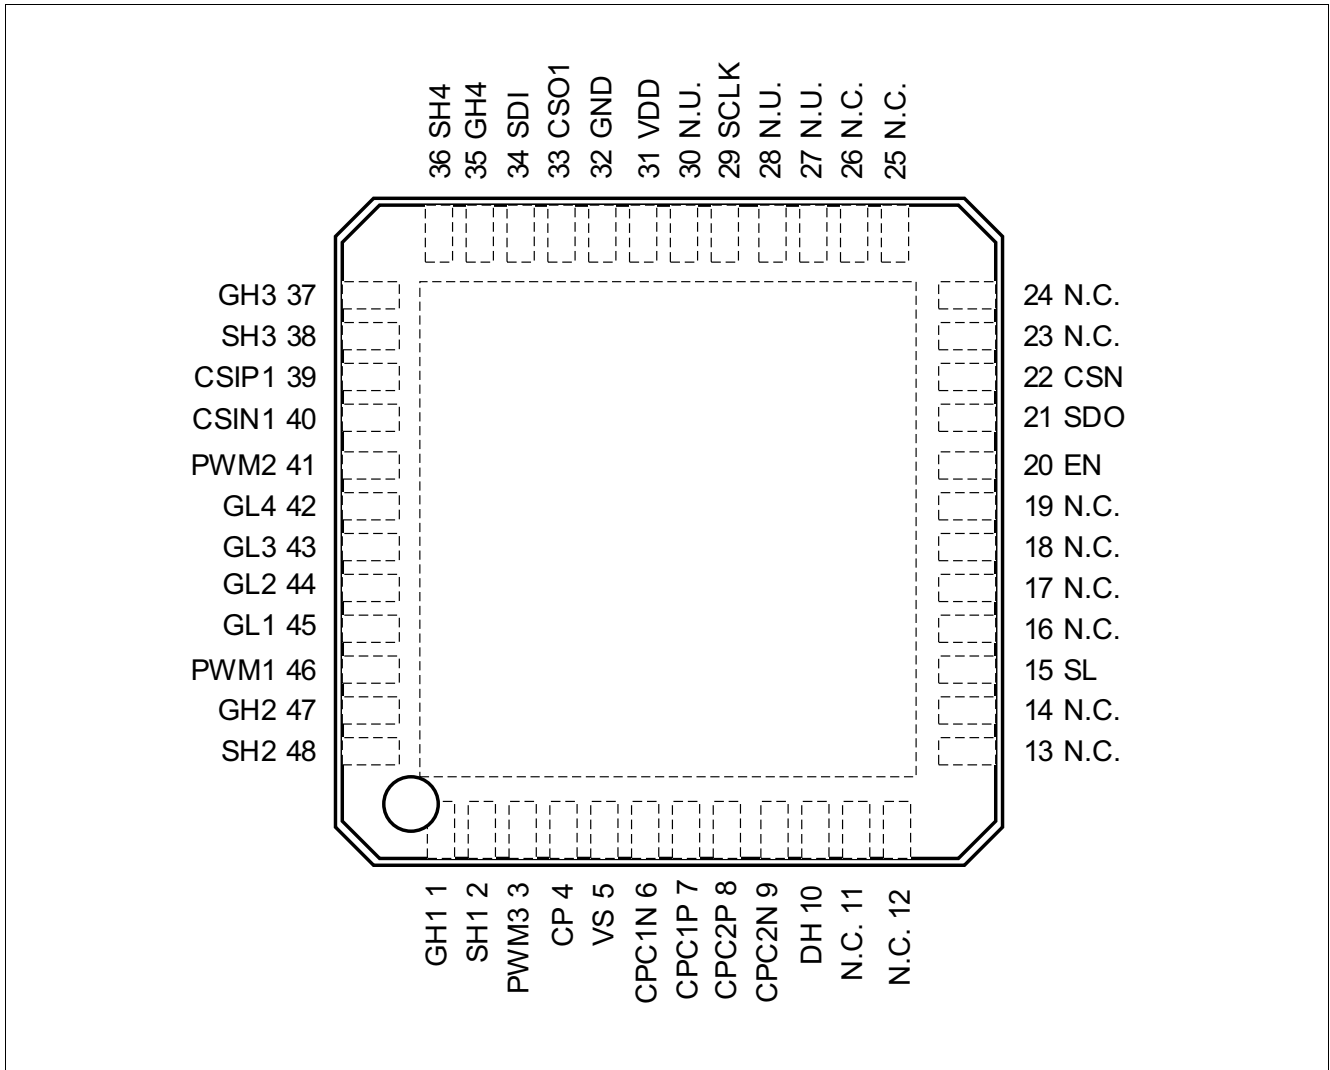 36 SH4
35 GH4
34 SDI
33 CSO1
32 GND
31 VDD
30 N.U.
29 SCLK
28 N.U.
27 N.U.
26 N.C.
25 N.C.
GH3 37
SH3 38
CSIP1 39
CSIN1 40
PWM2 41
GL4 42
GL3 43
GL2 44
GL1 45
PWM1 46
GH2 47
SH2 48
24 N.C.
23 N.C.
22 CSN
21 SDO
20 EN
19 N.C.
18 N.C.
17 N.C.
16 N.C.
15 SL
14 N.C.
13 N.C.
GH1 1
SH1 2
PWM3 3
CP 4
VS 5
CPC1N 6
CPC1P 7
CPC2P 8
CPC2N 9
DH 10
N.C. 11
N.C. 12